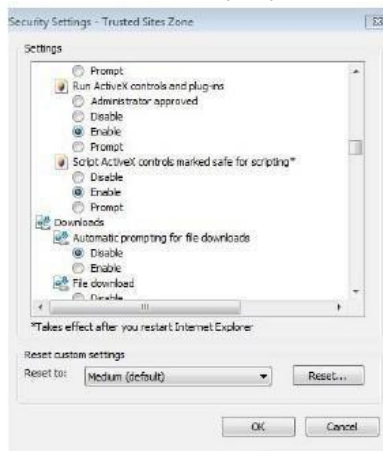 Security Settings - Trusted Sites Zone
Settings
Prompt
Run ActiveX controls and plug-ins
Administrator approved
Disable
Enable
Prompt
Script ActiveX controls marked safe for scripting*
Disable
Enable
Prompt
Downloads
Automatic prompting for file downloads
Disable
Enable
File download
Disable
*Takes effect after you restart Internet Explorer
Reset custom settings
Reset to: Medium (default) Reset...
OK Cancel